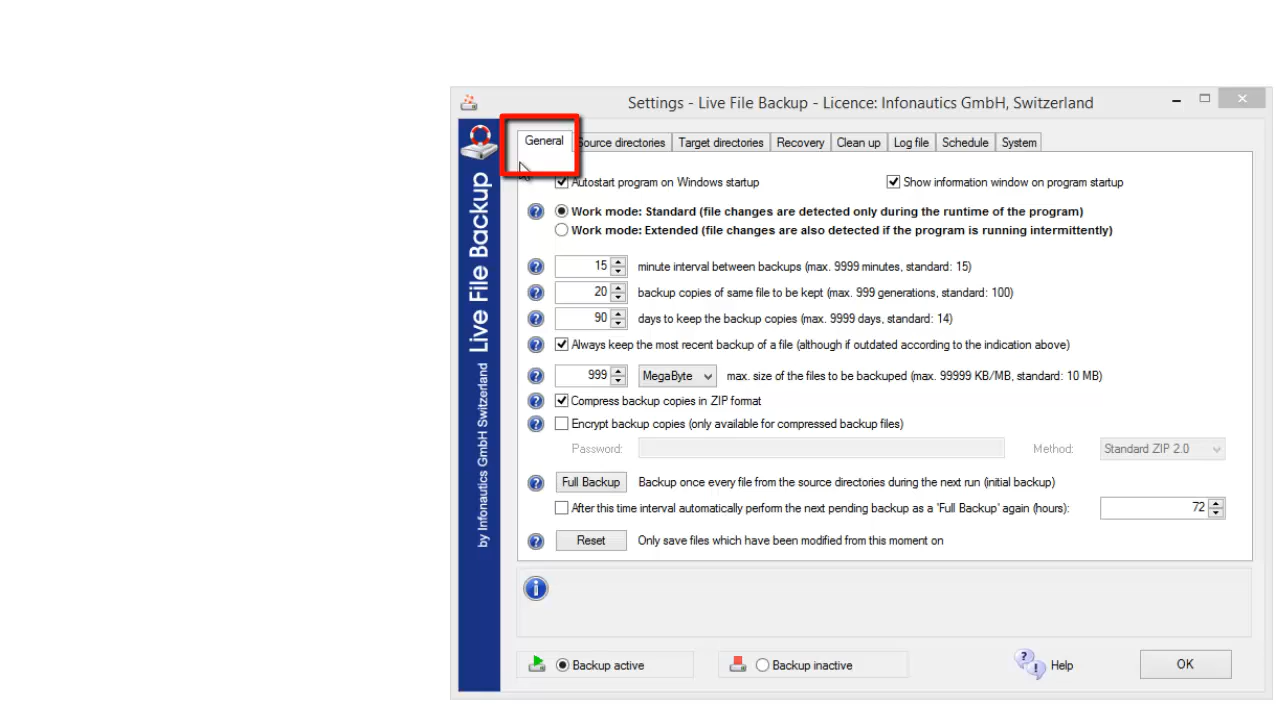 Settings - Live File Backup - Licence: Infonautics GmbH, Switzerland
by Infonautics GmbH Switzerland Live File Backup
General Source directories Target directories Recovery Clean up Log file Schedule System
Autostart program on Windows startup Show information window on program startup
Work mode: Standard (file changes are detected only during the runtime of the program)
Work mode: Extended (file changes are also detected if the program is running intermittently)
15 minute interval between backups (max. 9999 minutes, standard: 15)
20 backup copies of same file to be kept (max. 999 generations, standard: 100)
90 days to keep the backup copies (max. 9999 days, standard: 14)
Always keep the most recent backup of a file (although if outdated according to the indication above)
999 MegaByte max. size of the files to be backuped (max. 99999 KB/MB, standard: 10 MB)
Compress backup copies in ZIP format
Encrypt backup copies (only available for compressed backup files)
Password: Method: Standard ZIP 2.0
Full Backup Backup once every file from the source directories during the next run (initial backup)
After this time interval automatically perform the next pending backup as a 'Full Backup' again (hours): 72
Reset Only save files which have been modified from this moment on
Backup active Backup inactive Help OK